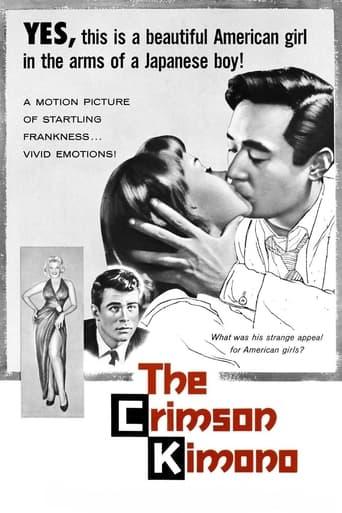 YES, this is a beautiful American girl
in the arms of a Japanese boy!
A MOTION PICTURE
OF STARTLING
FRANKNESS...
VIVID EMOTIONS!
What was his strange appeal
for American girls?
The
Crimson
Kimono